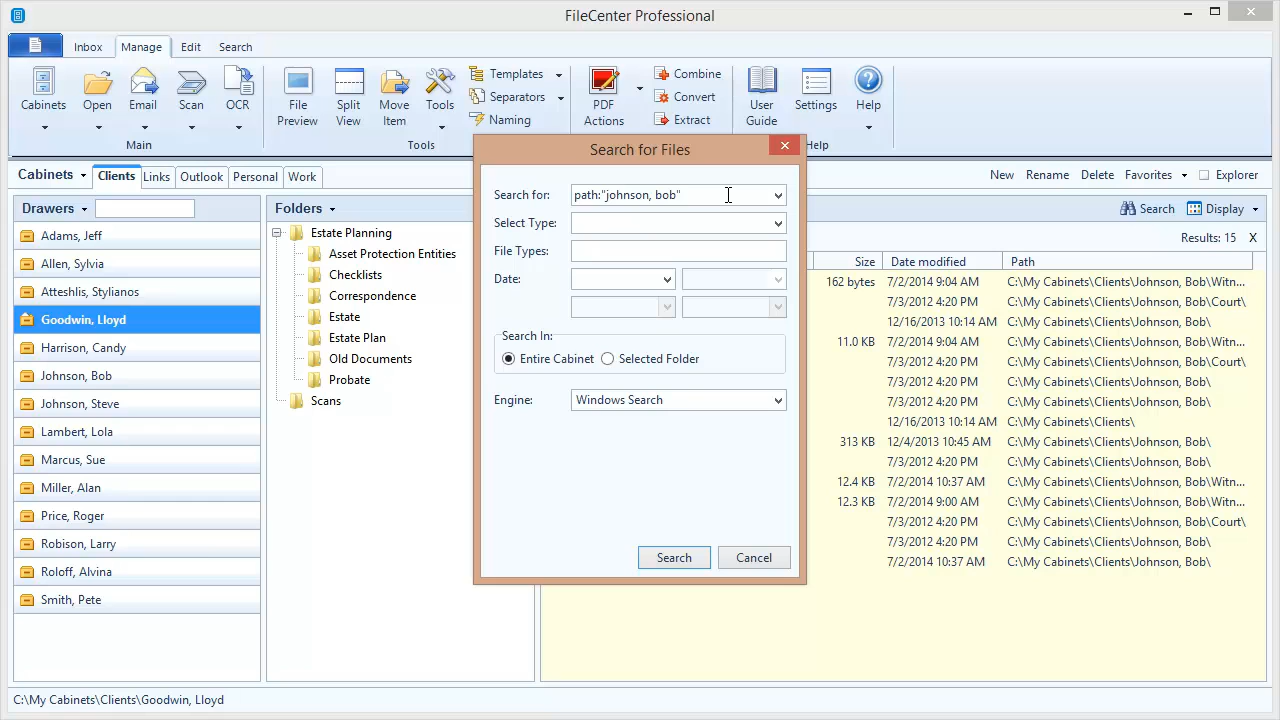 FileCenter Professional
Inbox Manage Edit Search
Cabinets Open Email Scan OCR
Main
File Preview Split View Move Item Tools
Templates
Separators
Naming
Tools
PDF Actions
Combine
Convert
Extract
User Guide Settings Help
Help
Cabinets Clients Links Outlook Personal Work
New Rename Delete Favorites Explorer
Drawers
Folders
Search Display
Results: 15 X
Adams, Jeff
Allen, Sylvia
Atteshlis, Stylianos
Goodwin, Lloyd
Harrison, Candy
Johnson, Bob
Johnson, Steve
Lambert, Lola
Marcus, Sue
Miller, Alan
Price, Roger
Robison, Larry
Roloff, Alvina
Smith, Pete
Estate Planning
Asset Protection Entities
Checklists
Correspondence
Estate
Estate Plan
Old Documents
Probate
Scans
Search for Files
Search for: path:"johnson, bob"
Select Type:
File Types:
Date:
Search In:
Entire Cabinet Selected Folder
Engine: Windows Search
Search Cancel
Size Date modified Path
162 bytes 7/2/2014 9:04 AM C:\My Cabinets\Clients\Johnson, Bob\Witn...
7/3/2012 4:20 PM C:\My Cabinets\Clients\Johnson, Bob\Court\
12/16/2013 10:14 AM C:\My Cabinets\Clients\Johnson, Bob\
11.0 KB 7/2/2014 9:04 AM C:\My Cabinets\Clients\Johnson, Bob\Witn...
7/3/2012 4:20 PM C:\My Cabinets\Clients\Johnson, Bob\Court\
7/3/2012 4:20 PM C:\My Cabinets\Clients\Johnson, Bob\
7/3/2012 4:20 PM C:\My Cabinets\Clients\Johnson, Bob\
12/16/2013 10:14 AM C:\My Cabinets\Clients\
313 KB 12/4/2013 10:45 AM C:\My Cabinets\Clients\Johnson, Bob\
7/3/2012 4:20 PM C:\My Cabinets\Clients\Johnson, Bob\
12.4 KB 7/2/2014 10:37 AM C:\My Cabinets\Clients\Johnson, Bob\Witn...
12.3 KB 7/2/2014 9:00 AM C:\My Cabinets\Clients\Johnson, Bob\Witn...
7/3/2012 4:20 PM C:\My Cabinets\Clients\Johnson, Bob\Court\
7/3/2012 4:20 PM C:\My Cabinets\Clients\Johnson, Bob\
7/2/2014 10:37 AM C:\My Cabinets\Clients\Johnson, Bob\
C:\My Cabinets\Clients\Goodwin, Lloyd